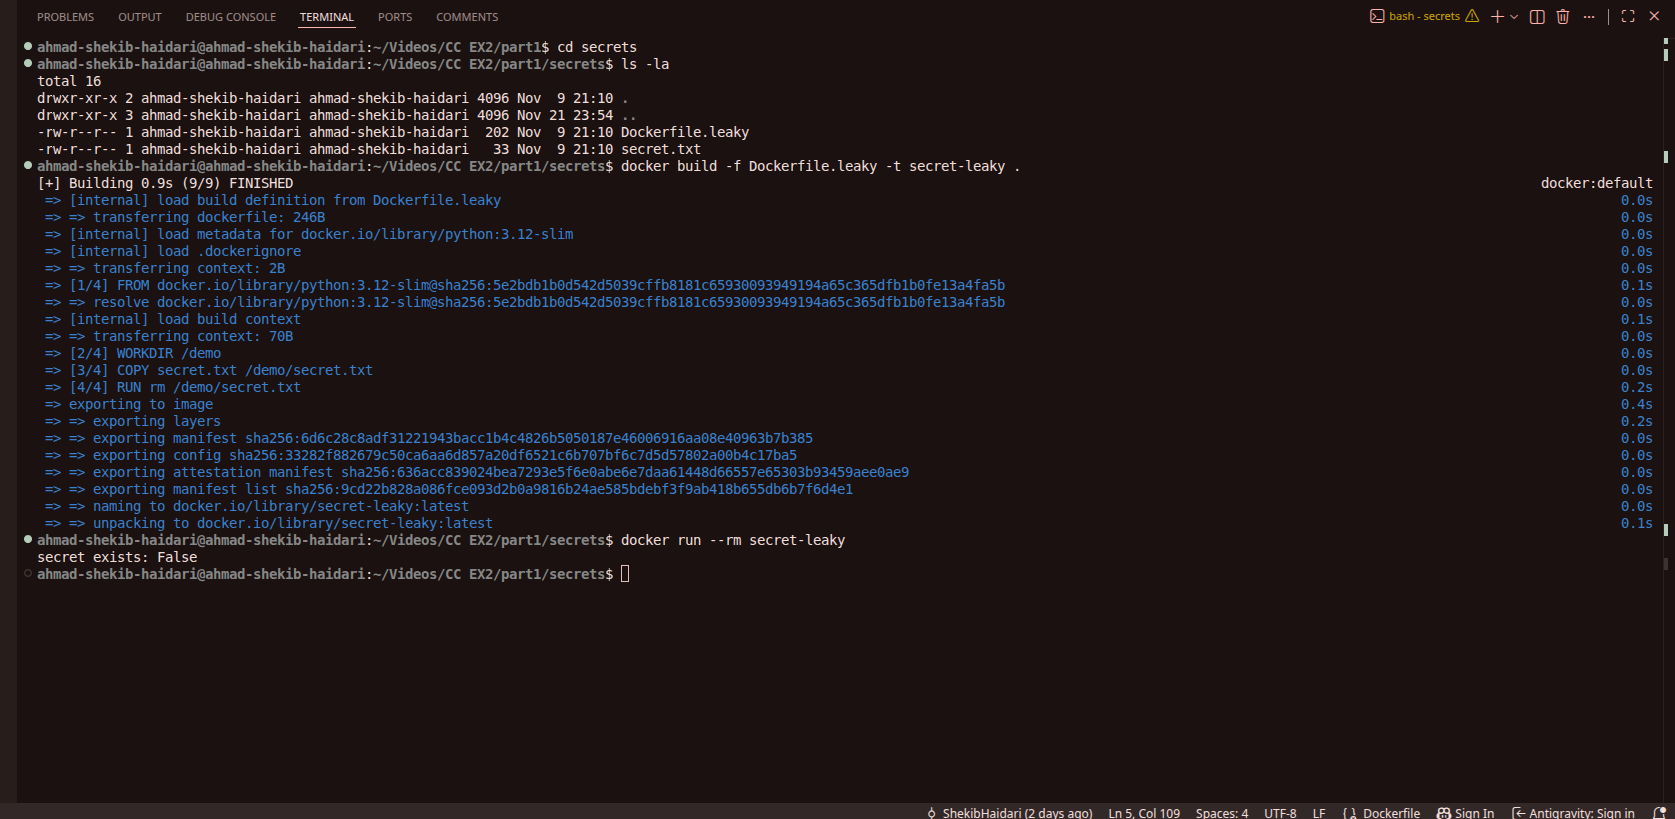 PROBLEMS OUTPUT DEBUG CONSOLE TERMINAL PORTS COMMENTS bash - secrets
ahmad-shekib-haidari@ahmad-shekib-haidari:~/Videos/CC EX2/part1$ cd secrets
ahmad-shekib-haidari@ahmad-shekib-haidari:~/Videos/CC EX2/part1/secrets$ ls -la
total 16
drwxr-xr-x 2 ahmad-shekib-haidari ahmad-shekib-haidari 4096 Nov  9 21:10 .
drwxr-xr-x 3 ahmad-shekib-haidari ahmad-shekib-haidari 4096 Nov 21 23:54 ..
-rw-r--r-- 1 ahmad-shekib-haidari ahmad-shekib-haidari  202 Nov  9 21:10 Dockerfile.leaky
-rw-r--r-- 1 ahmad-shekib-haidari ahmad-shekib-haidari   33 Nov  9 21:10 secret.txt
ahmad-shekib-haidari@ahmad-shekib-haidari:~/Videos/CC EX2/part1/secrets$ docker build -f Dockerfile.leaky -t secret-leaky .
[+] Building 0.9s (9/9) FINISHED docker:default
=> [internal] load build definition from Dockerfile.leaky 0.0s
=> => transferring dockerfile: 246B 0.0s
=> [internal] load metadata for docker.io/library/python:3.12-slim 0.0s
=> [internal] load .dockerignore 0.0s
=> => transferring context: 2B 0.0s
=> [1/4] FROM docker.io/library/python:3.12-slim@sha256:5e2bdb1b0d542d5039cffb8181c65930093949194a65c365dfb1b0fe13a4fa5b 0.1s
=> => resolve docker.io/library/python:3.12-slim@sha256:5e2bdb1b0d542d5039cffb8181c65930093949194a65c365dfb1b0fe13a4fa5b 0.0s
=> [internal] load build context 0.1s
=> => transferring context: 70B 0.0s
=> [2/4] WORKDIR /demo 0.0s
=> [3/4] COPY secret.txt /demo/secret.txt 0.0s
=> [4/4] RUN rm /demo/secret.txt 0.2s
=> exporting to image 0.4s
=> => exporting layers 0.2s
=> => exporting manifest sha256:6d6c28c8adf31221943bacc1b4c4826b5050187e46006916aa08e40963b7b385 0.0s
=> => exporting config sha256:33282f882679c50ca6aa6d857a20df6521c6b707bf6c7d5d57802a00b4c17ba5 0.0s
=> => exporting attestation manifest sha256:636acc839024bea7293e5f6e0abe6e7daa61448d66557e65303b93459aee0ae9 0.0s
=> => exporting manifest list sha256:9cd22b828a086fce093d2b0a9816b24ae585bdebf3f9ab418b655db6b7f6d4e1 0.0s
=> => naming to docker.io/library/secret-leaky:latest 0.0s
=> => unpacking to docker.io/library/secret-leaky:latest 0.1s
ahmad-shekib-haidari@ahmad-shekib-haidari:~/Videos/CC EX2/part1/secrets$ docker run --rm secret-leaky
secret exists: False
ahmad-shekib-haidari@ahmad-shekib-haidari:~/Videos/CC EX2/part1/secrets$
ShekibHaidari (2 days ago) Ln 5, Col 109 Spaces: 4 UTF-8 LF Dockerfile Sign In Antigravity: Sign in